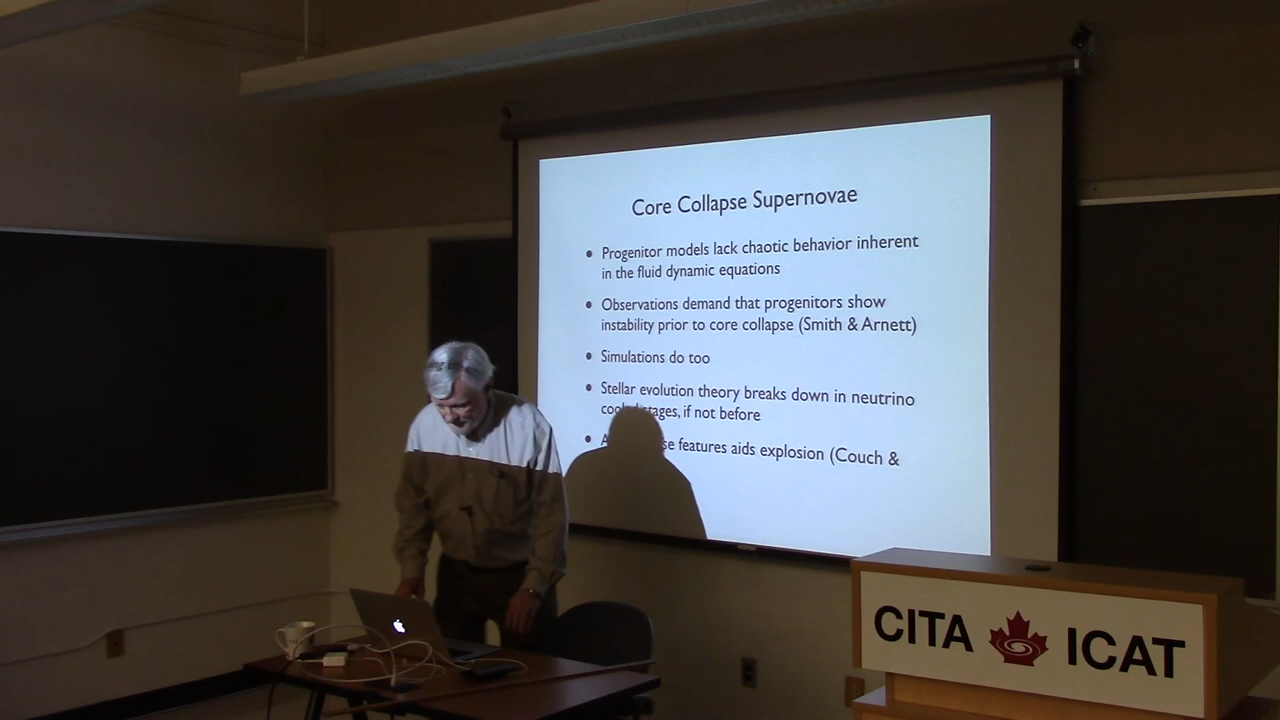 Core Collapse Supernovae
• Progenitor models lack chaotic behavior inherent
in the fluid dynamic equations
• Observations demand that progenitors show
instability prior to core collapse (Smith & Arnett)
• Simulations do too
• Stellar evolution theory breaks down in neutrino
stages, if not before
• features aids explosion (Couch &
CITA ICAT